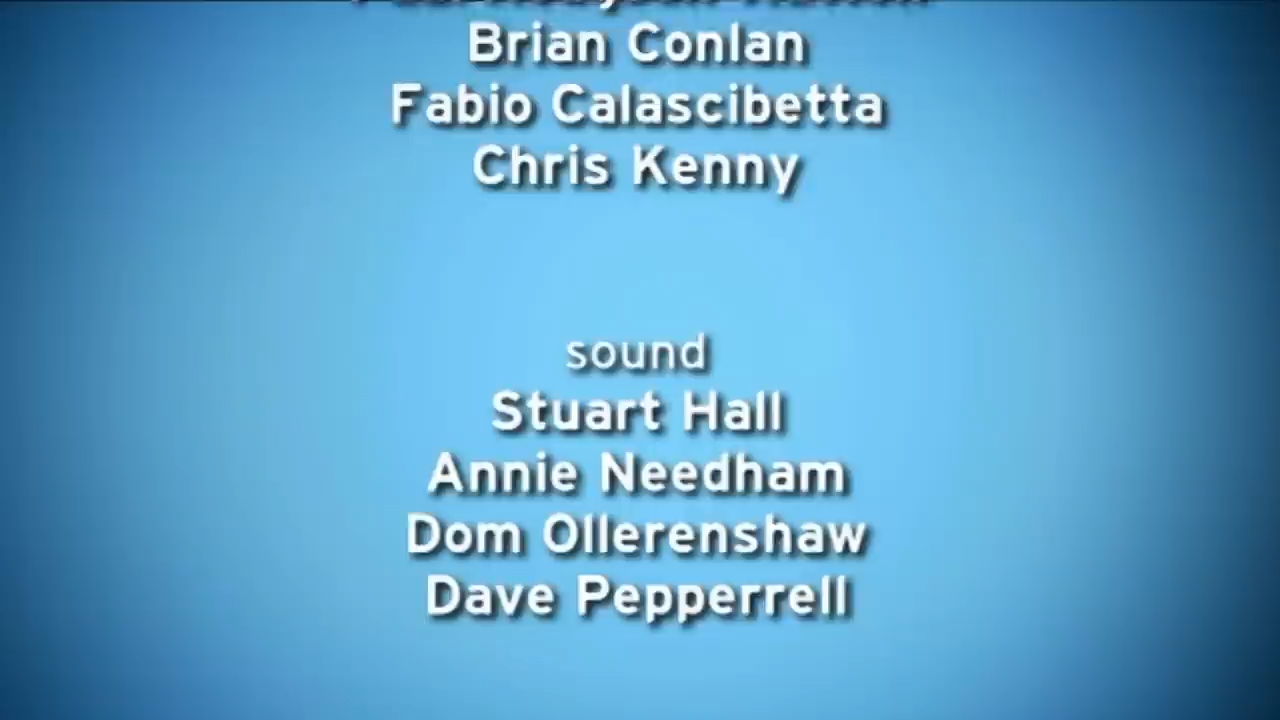 Brian Conlan
Fabio Calascibetta
Chris Kenny
sound
Stuart Hall
Annie Needham
Dom Ollerenshaw
Dave Pepperrell